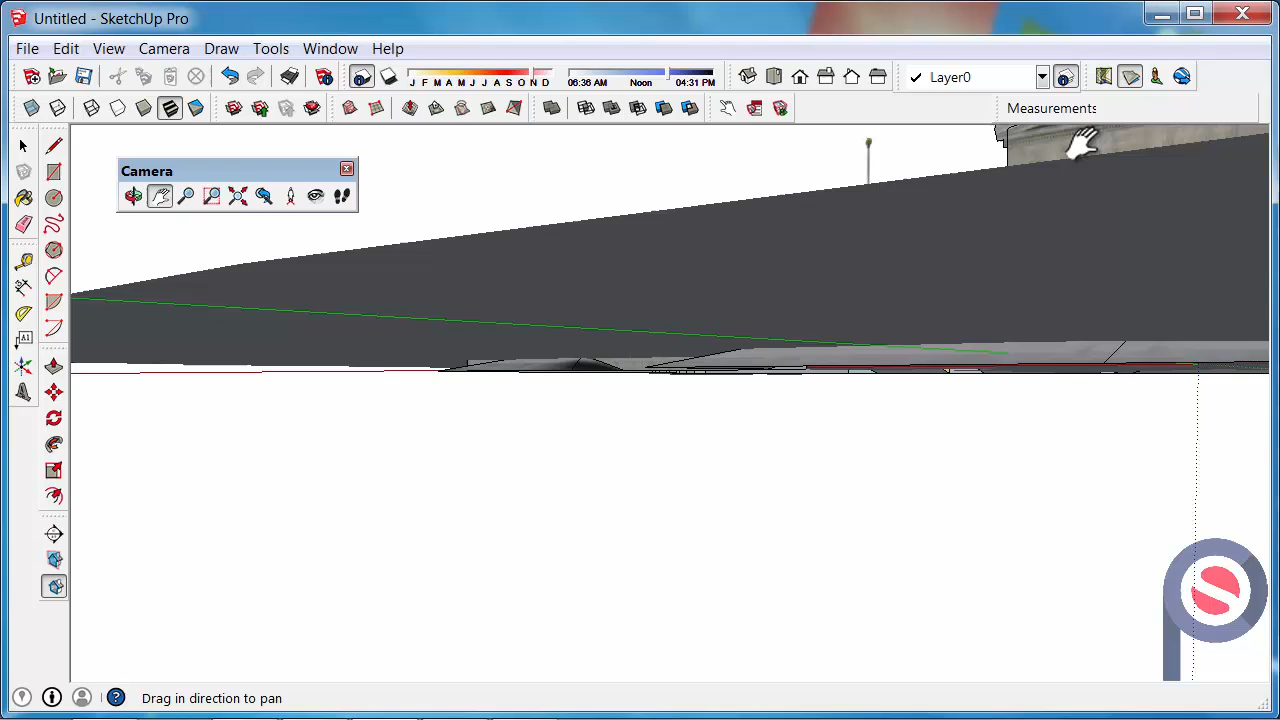 Untitled - SketchUp Pro
File Edit View Camera Draw Tools Window Help
J F M A M J J A S O N D
06:36 AM Noon 04:31 PM
Layer0
Measurements
Camera
A1
Drag in direction to pan